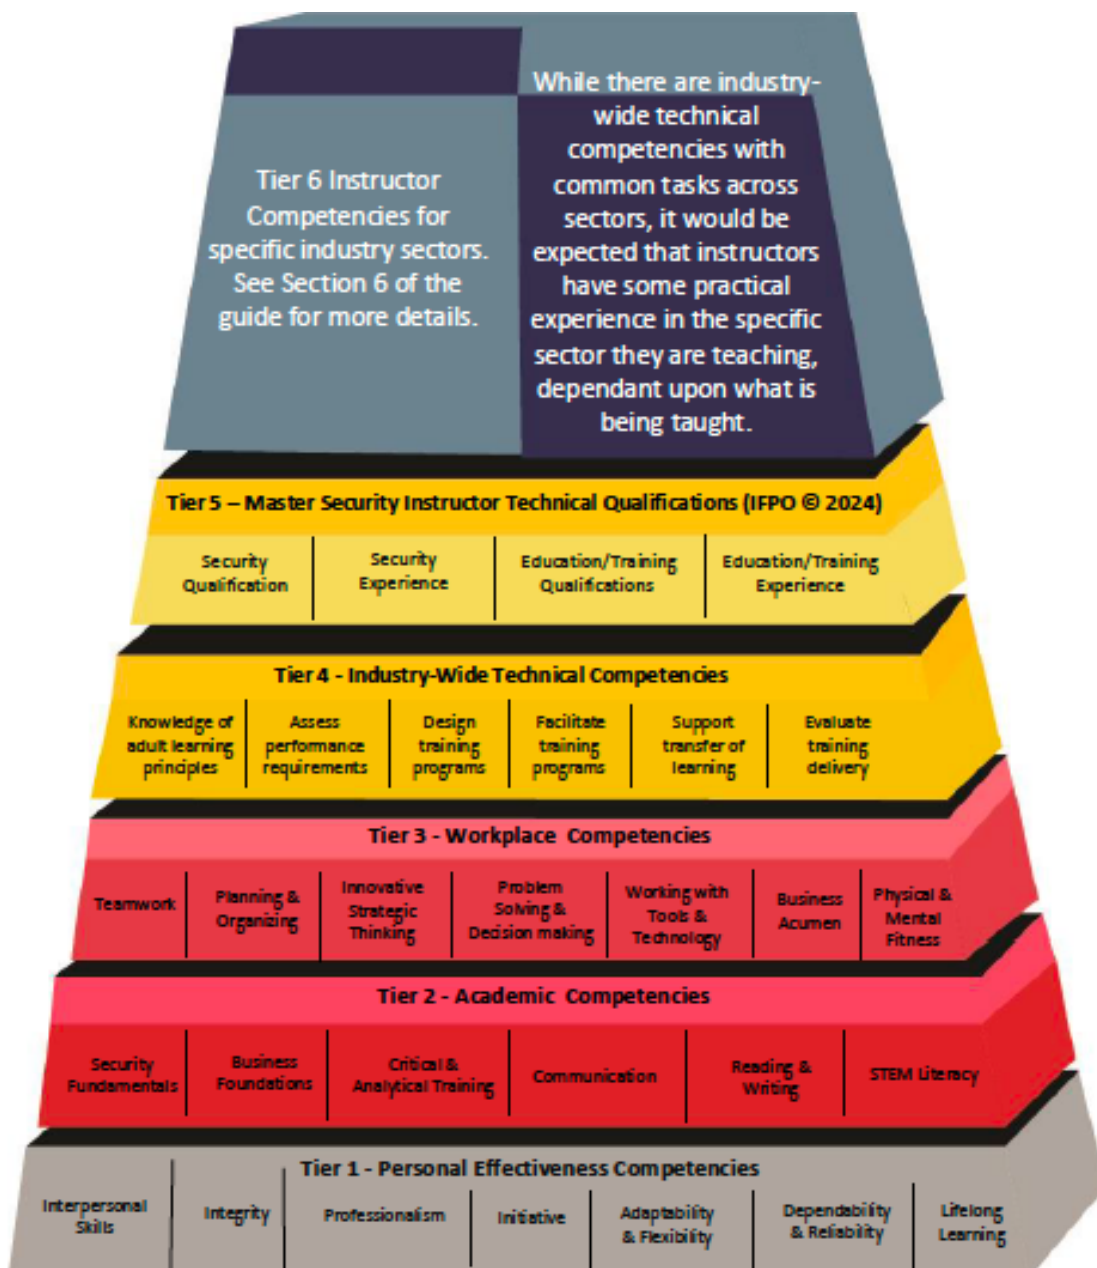 Tier 6 Instructor
Competencies for
specific industry sectors.
See Section 6 of the
guide for more details.
While there are industry-
wide technical
competencies with
common tasks across
sectors, it would be
expected that instructors
have some practical
experience in the specific
sector they are teaching,
dependant upon what is
being taught.
Tier 5 – Master Security Instructor Technical Qualifications (IFPO © 2024)
Security
Qualification
Security
Experience
Education/Training
Qualifications
Education/Training
Experience
Tier 4 - Industry-Wide Technical Competencies
Knowledge of
adult learning
principles
Assess
performance
requirements
Design
training
programs
Facilitate
training
programs
Support
transfer of
learning
Evaluate
training
delivery
Tier 3 - Workplace Competencies
Teamwork
Planning &
Organizing
Innovative
Strategic
Thinking
Problem
Solving &
Decision making
Working with
Tools &
Technology
Business
Acumen
Physical &
Mental
Fitness
Tier 2 - Academic Competencies
Security
Fundamentals
Business
Foundations
Critical &
Analytical Training
Communication
Reading &
Writing
STEM Literacy
Tier 1 - Personal Effectiveness Competencies
Interpersonal
Skills
Integrity
Professionalism
Initiative
Adaptability
& Flexibility
Dependability
& Reliability
Lifelong
Learning